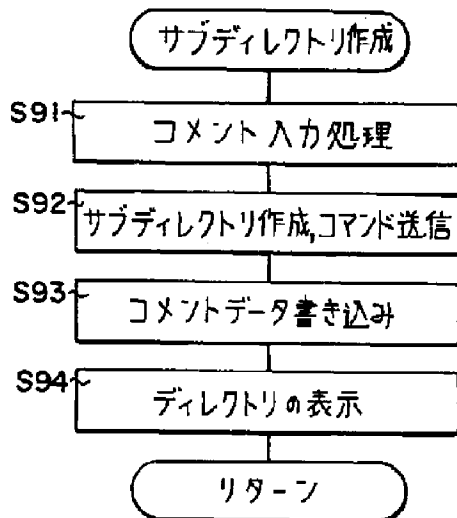 サブディレクトリ作成
S91
コメント入力処理
S92
サブディレクトリ作成,コマンド送信
S93
コメントデータ書き込み
S94
ディレクトリの表示
リターン